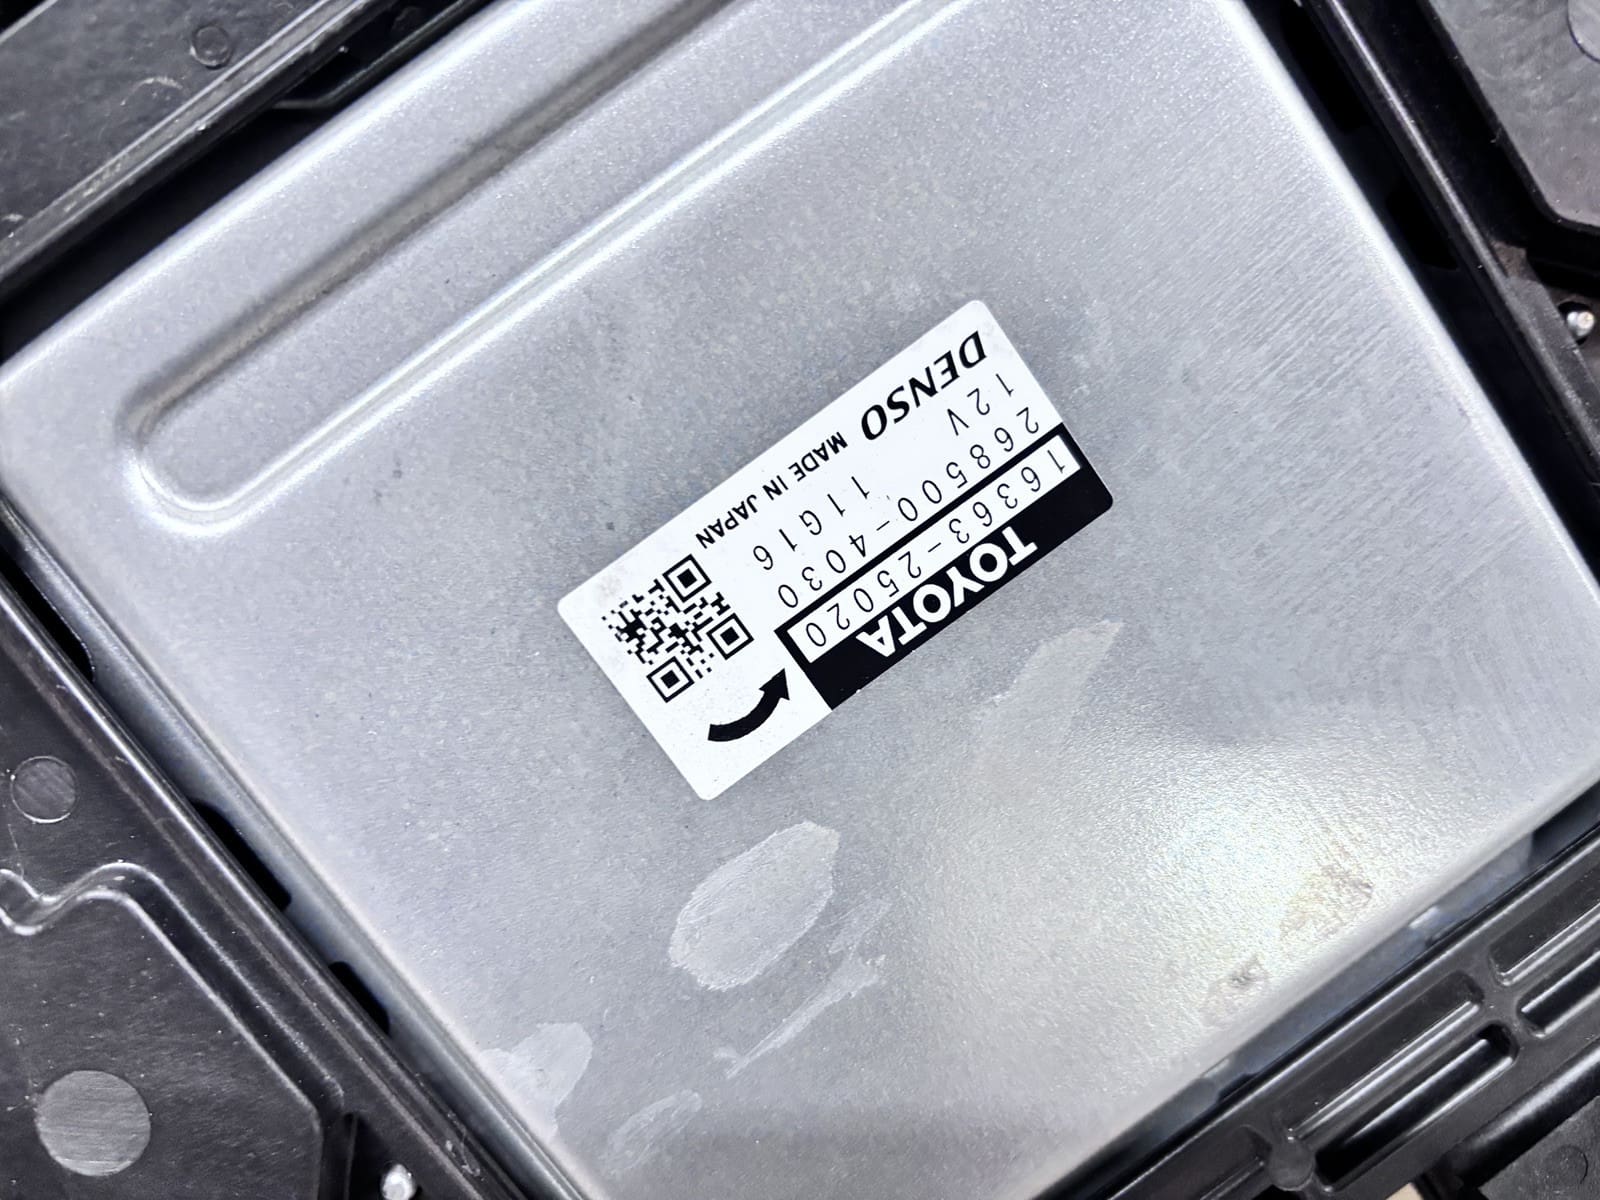 TOYOTA
16363-25020
268500-4030
12V 11G16
DENSO MADE IN JAPAN